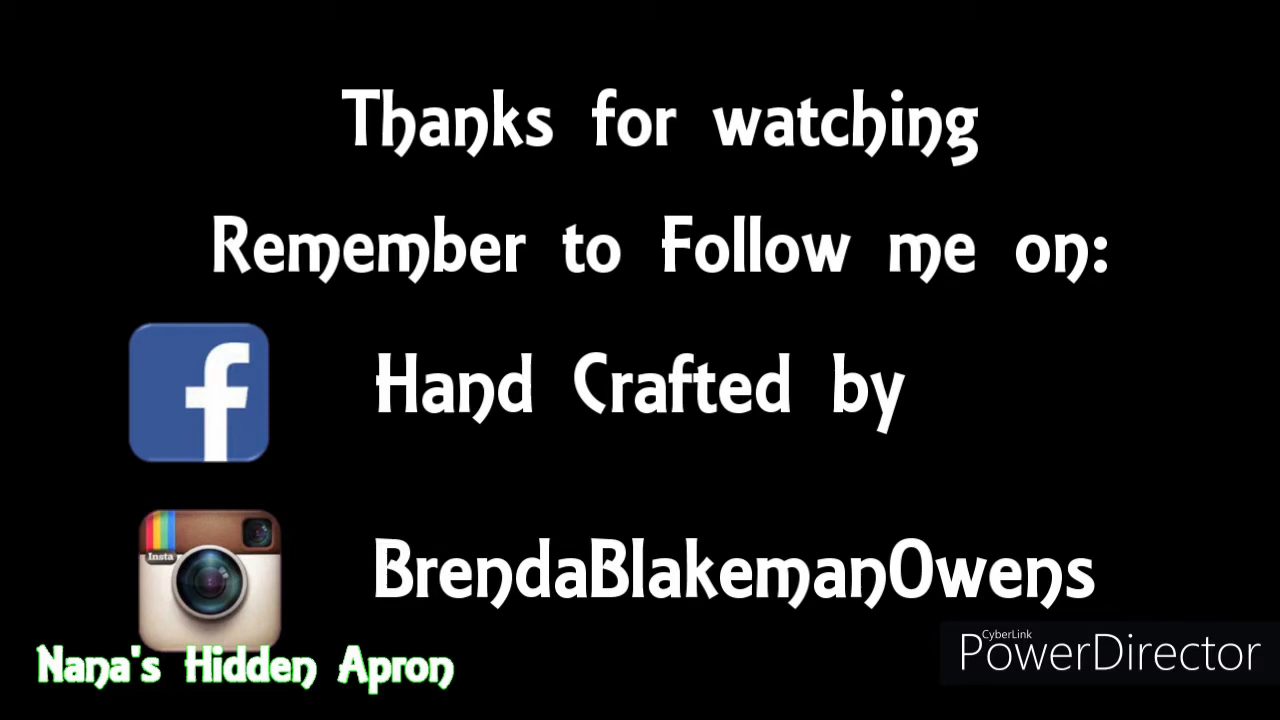 Thanks for watching
Remember to Follow me on:
f
Hand Crafted by
Insta
BrendaBlakemanOwens
Nana's Hidden Apron
CyberLink
PowerDirector